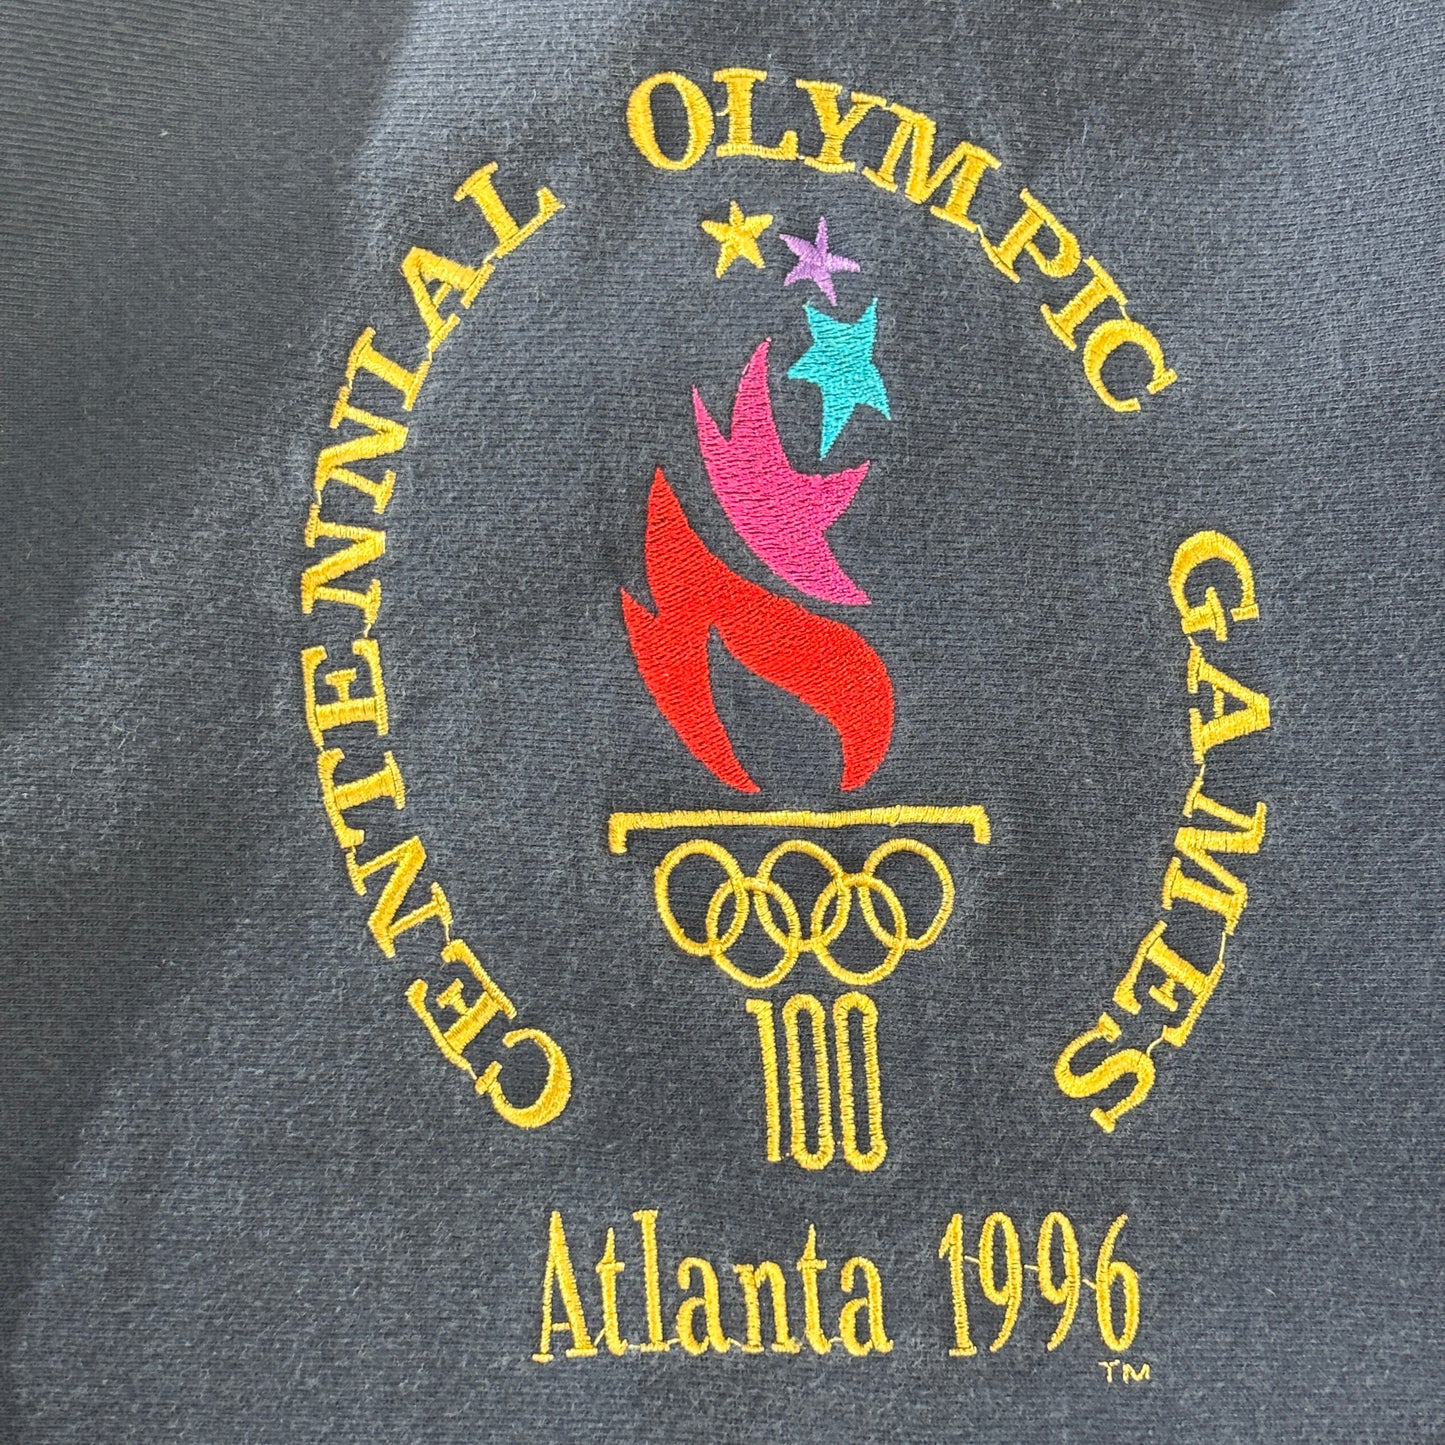 CENTENNIAL OLYMPIC GAMES
100
Atlanta 1996
TM